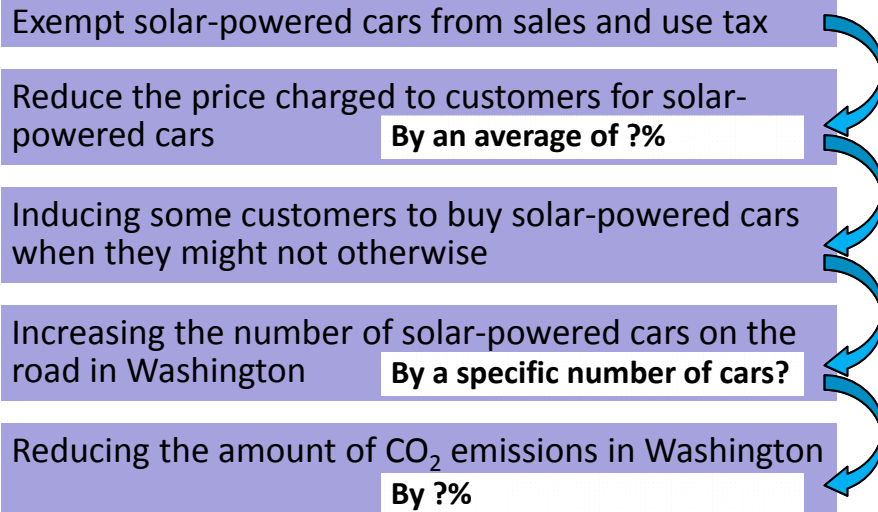 Exempt solar-powered cars from sales and use tax
Reduce the price charged to customers for solar-
powered cars
By an average of ?%
Inducing some customers to buy solar-powered cars
when they might not otherwise
Increasing the number of solar-powered cars on the
road in Washington
By a specific number of cars?
Reducing the amount of CO₂ emissions in Washington
By ?%